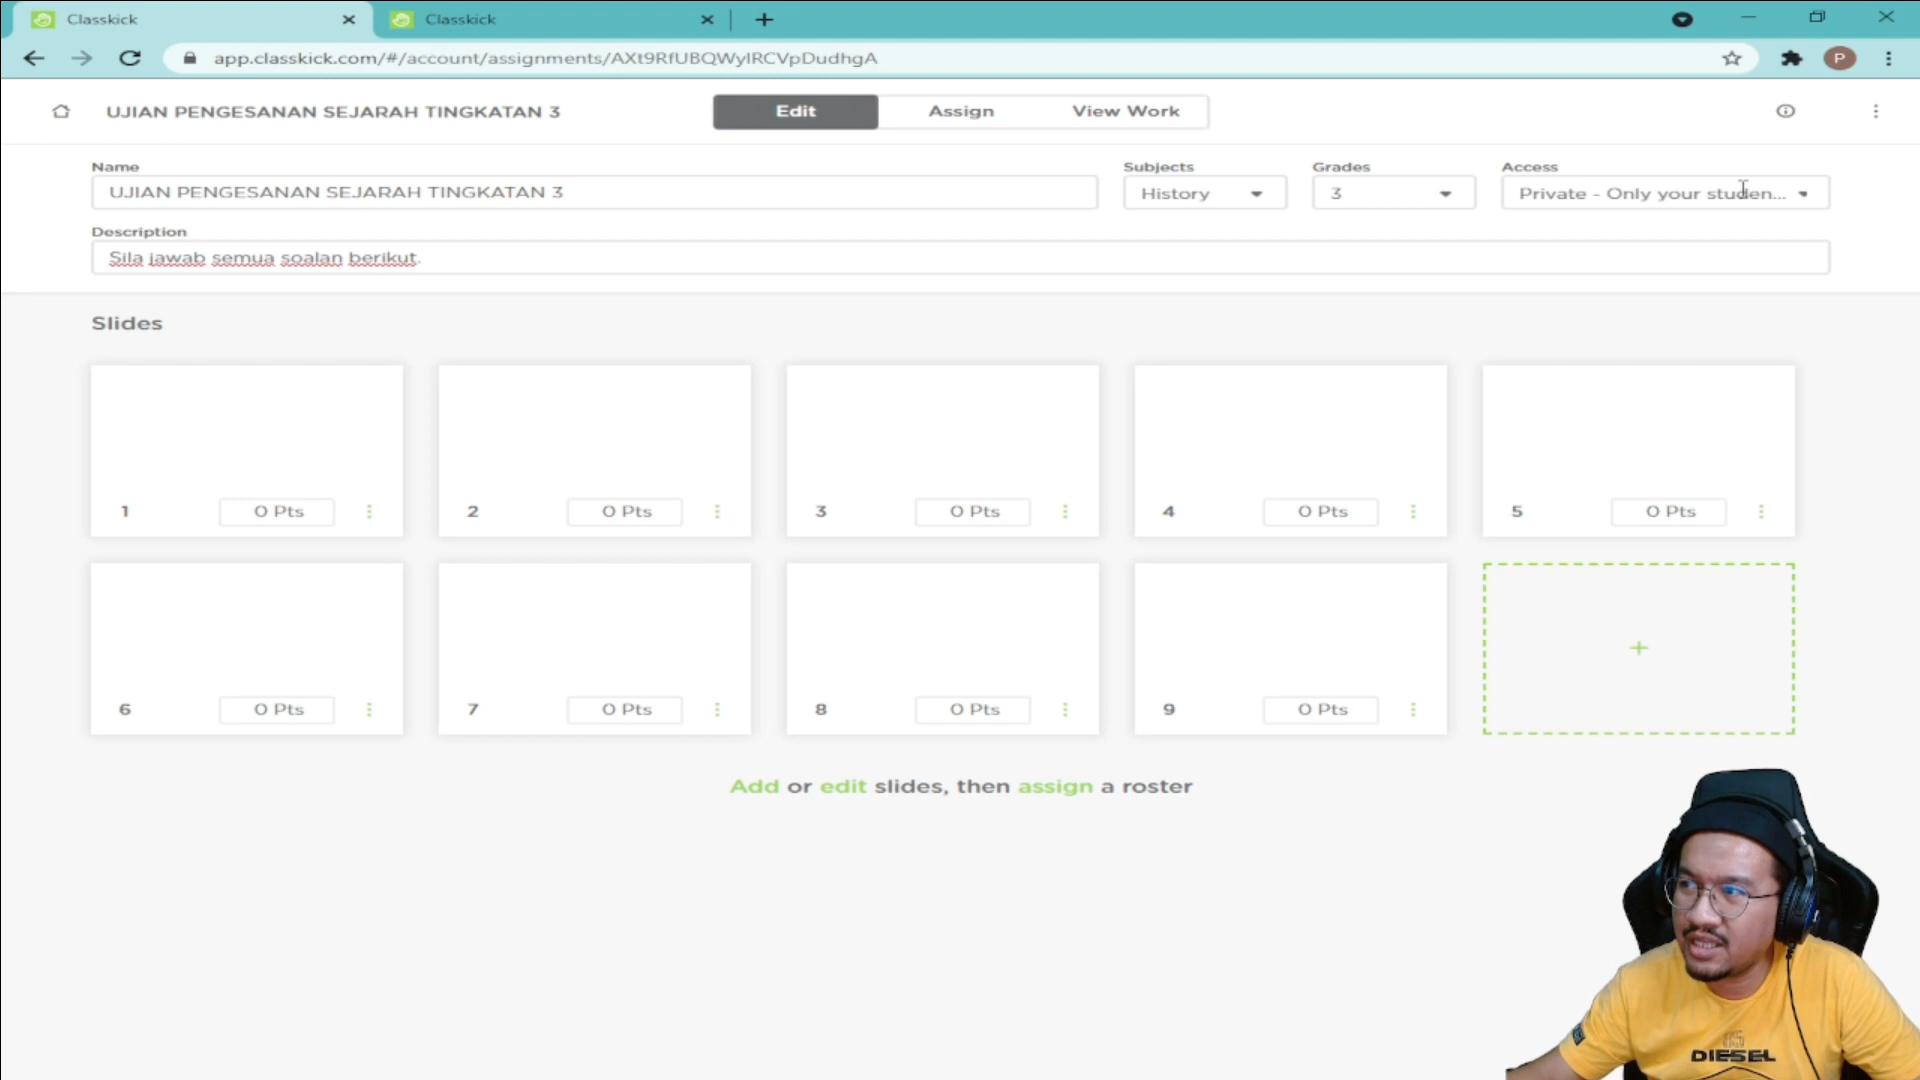 Classkick
Classkick
app.classkick.com/#/account/assignments/AXt9RfUBQWyIRCVpDudhgA
P
UJIAN PENGESANAN SEJARAH TINGKATAN 3
Edit
Assign
View Work
Name
Subjects
Grades
Access
UJIAN PENGESANAN SEJARAH TINGKATAN 3
History
3
Private - Only your studen...
Description
Sila jawab semua soalan berikut.
Slides
1 0 Pts
2 0 Pts
3 0 Pts
4 0 Pts
5 0 Pts
6 0 Pts
7 0 Pts
8 0 Pts
9 0 Pts
Add or edit slides, then assign a roster
DIESEL